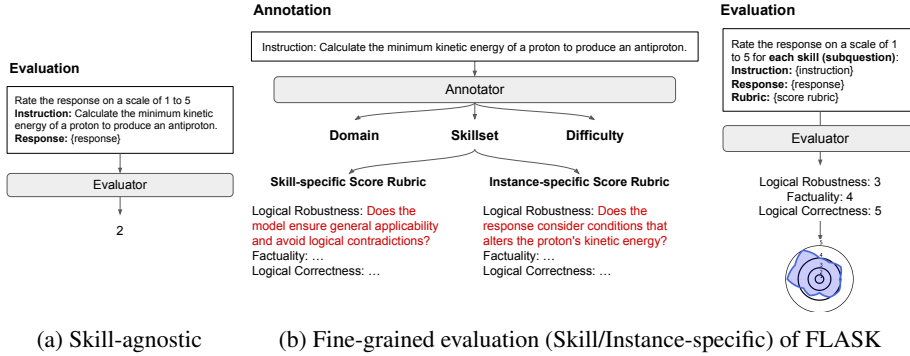 Evaluation
Rate the response on a scale of 1 to 5
Instruction: Calculate the minimum kinetic
energy of a proton to produce an antiproton.
Response: {response}
Evaluator
2
Annotation
Instruction: Calculate the minimum kinetic energy of a proton to produce an antiproton.
Annotator
Domain
Skillset
Difficulty
Skill-specific Score Rubric
Logical Robustness: Does the
model ensure general applicability
and avoid logical contradictions?
Factuality: ...
Logical Correctness: ...
Instance-specific Score Rubric
Logical Robustness: Does the
response consider conditions that
alters the proton's kinetic energy?
Factuality: ...
Logical Correctness: ...
Evaluation
Rate the response on a scale of 1
to 5 for each skill (subquestion):
Instruction: {instruction}
Response: {response}
Rubric: {score rubric}
Evaluator
Logical Robustness: 3
Factuality: 4
Logical Correctness: 5
5
4
3
(a) Skill-agnostic
(b) Fine-grained evaluation (Skill/Instance-specific) of FLASK